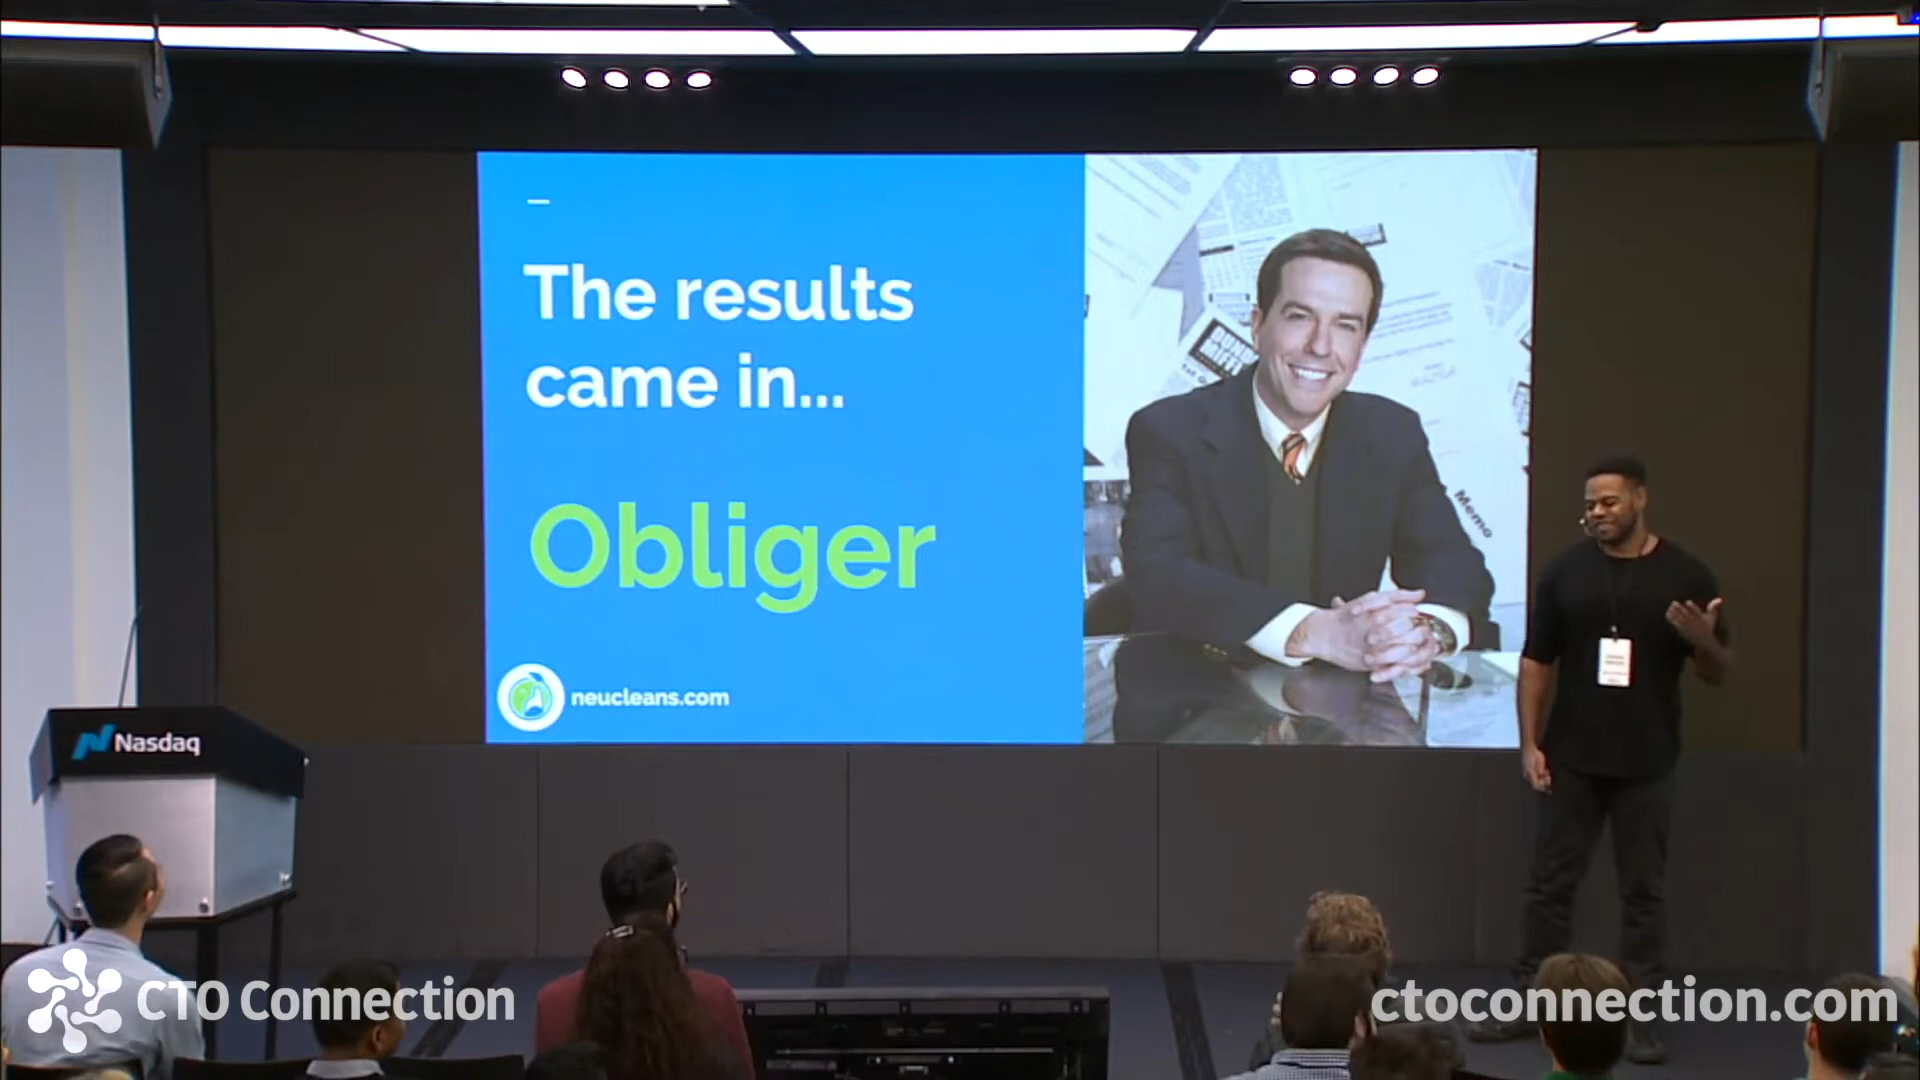 The results
came in...
Obliger
neucleans.com
Memo
Nasdaq
CTO Connection
ctoconnection.com